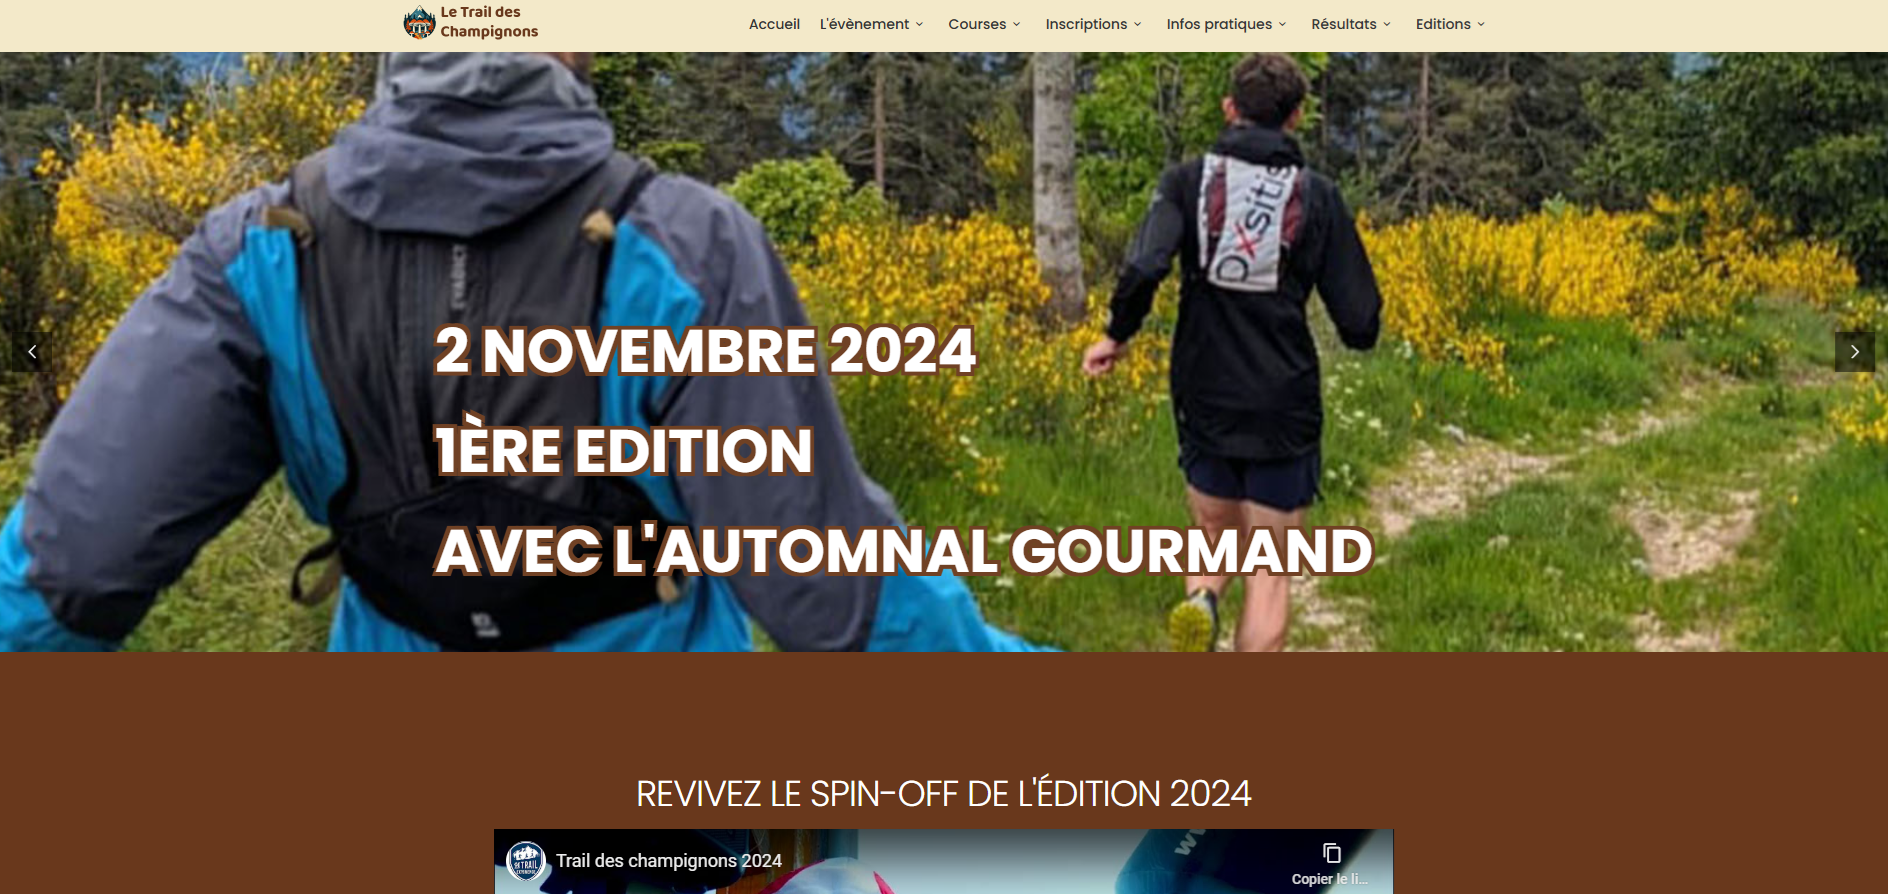 Le Trail des
Champignons
Accueil
L'évènement
Courses
Inscriptions
Infos pratiques
Résultats
Editions
Dxsitis
2 NOVEMBRE 2024
1ÈRE EDITION
AVEC L'AUTOMNAL GOURMAND
REVIVEZ LE SPIN-OFF DE L'ÉDITION 2024
Trail des champignons 2024
Copier le li...